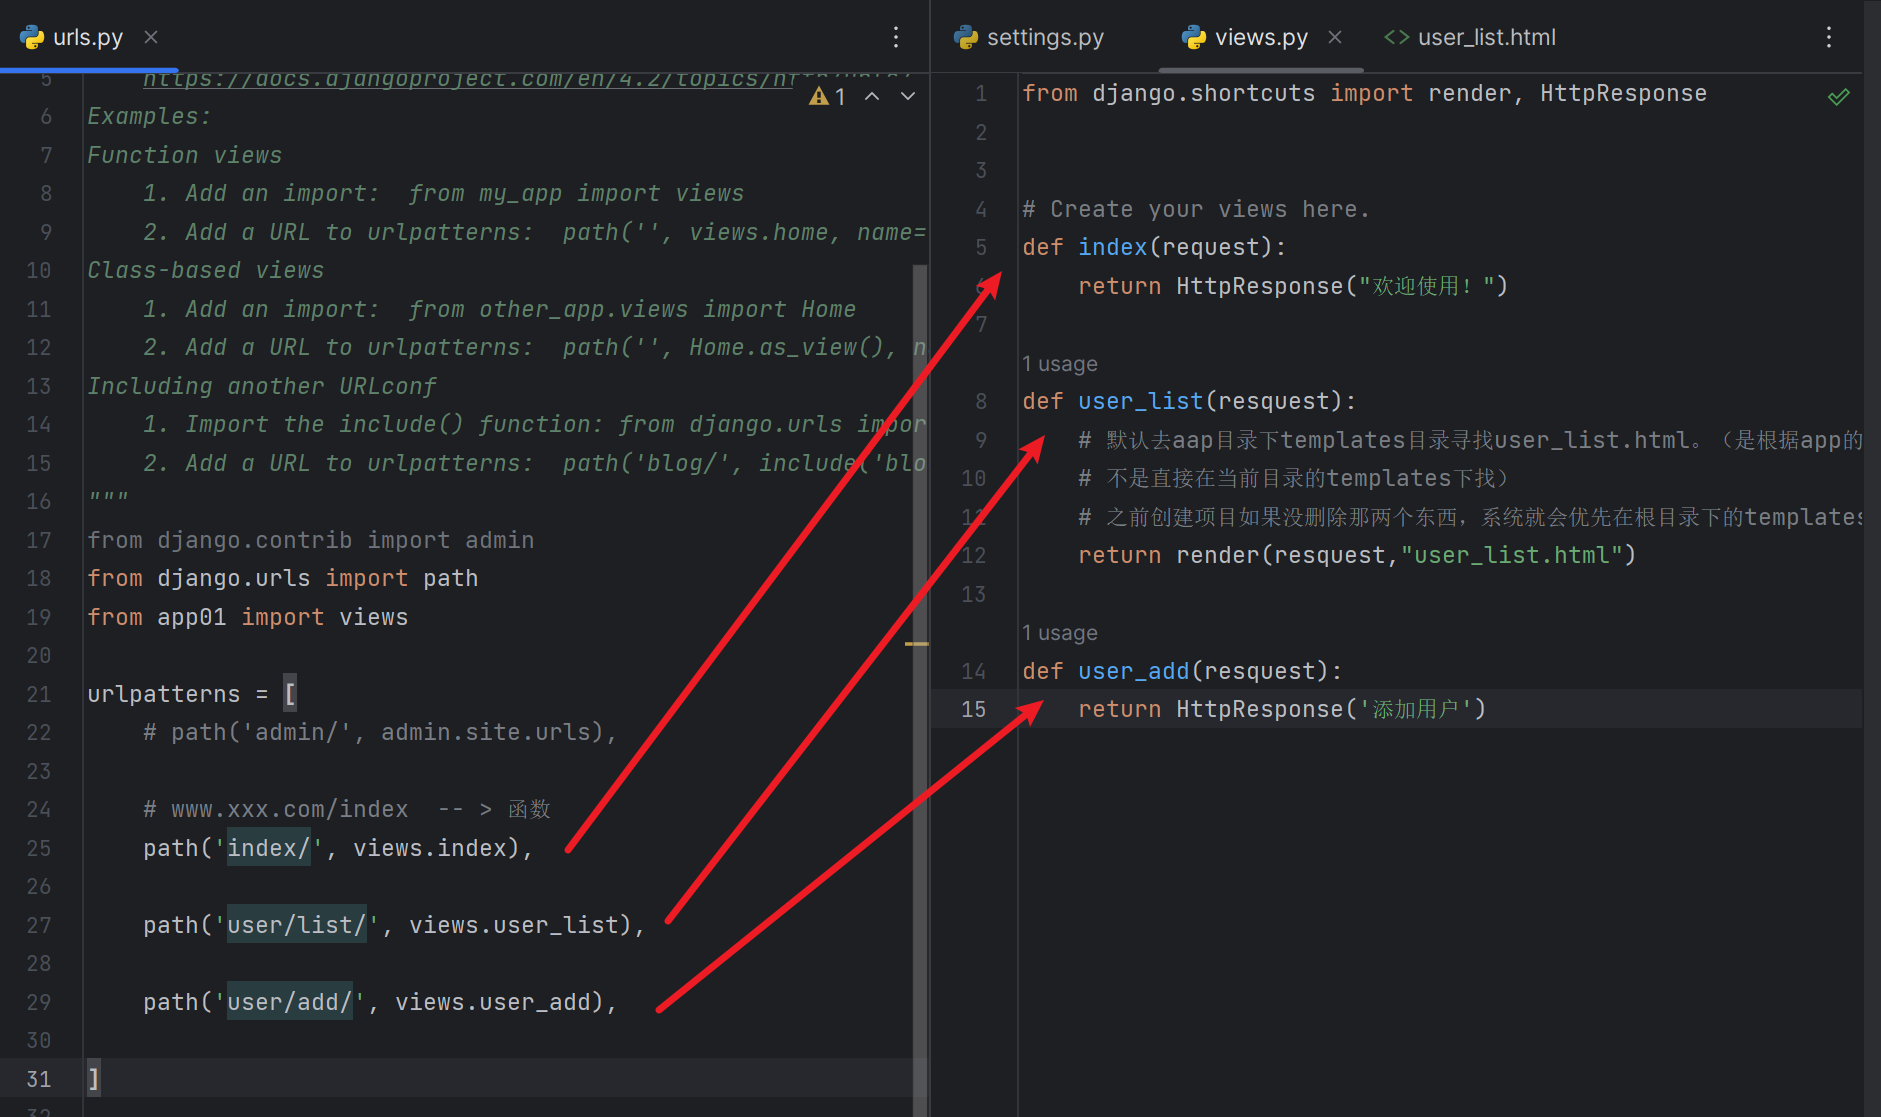 urls.py
5 https://docs.djangoproject.com/en/4.2/topics/http/urls/
1
6 Examples:
7 Function views
8 1. Add an import:  from my_app import views
9 2. Add a URL to urlpatterns:  path('', views.home, name=
10 Class-based views
11 1. Add an import:  from other_app.views import Home
12 2. Add a URL to urlpatterns:  path('', Home.as_view(), n
13 Including another URLconf
14 1. Import the include() function: from django.urls impor
15 2. Add a URL to urlpatterns:  path('blog/', include('blo
16 """
17 from django.contrib import admin
18 from django.urls import path
19 from app01 import views
20
21 urlpatterns = [
22 # path('admin/', admin.site.urls),
23
24 # www.xxx.com/index  -- > 函数
25 path('index/', views.index),
26
27 path('user/list/', views.user_list),
28
29 path('user/add/', views.user_add),
30
31 ]
32
settings.py views.py user_list.html
1 from django.shortcuts import render, HttpResponse
2
3
4 # Create your views here.
5 def index(request):
6 return HttpResponse("欢迎使用！")
7
1 usage
8 def user_list(resquest):
9 # 默认去aap目录下templates目录寻找user_list.html。（是根据app的
10 # 不是直接在当前目录的templates下找）
11 # 之前创建项目如果没删除那两个东西，系统就会优先在根目录下的templates
12 return render(resquest,"user_list.html")
13
1 usage
14 def user_add(resquest):
15 return HttpResponse('添加用户')